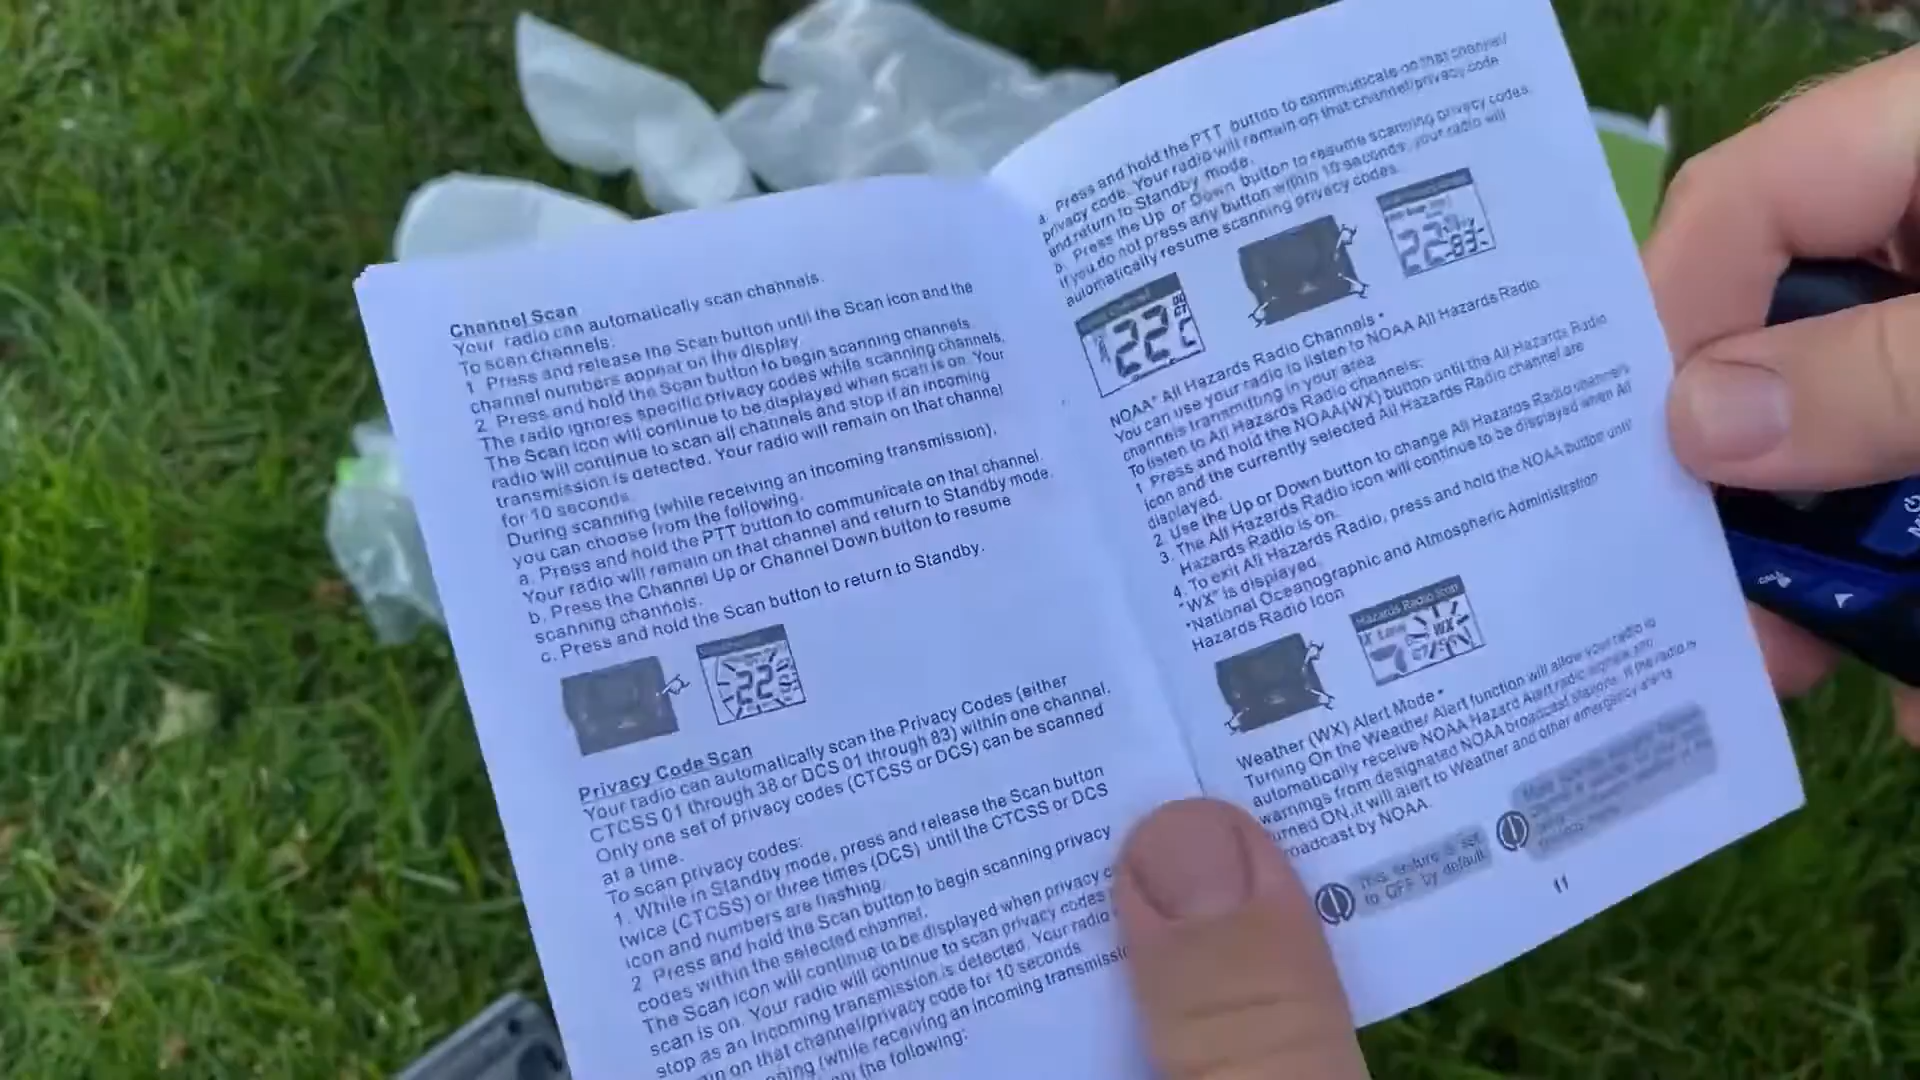 Channel Scan
Your radio can automatically scan channels.
To scan channels:
1. Press and release the Scan button until the Scan icon and the
channel numbers appear on the display.
2. Press and hold the Scan button to begin scanning channels.
The radio ignores specific privacy codes while scanning channels.
The Scan icon will continue to be displayed when scan is on. Your
radio will continue to scan all channels and stop if an incoming
transmission is detected. Your radio will remain on that channel
for 10 seconds.
During scanning (while receiving an incoming transmission),
you can choose from the following.
a. Press and hold the PTT button to communicate on that channel.
Your radio will remain on that channel and return to Standby mode.
b. Press the Channel Up or Channel Down button to resume
scanning channels.
c. Press and hold the Scan button to return to Standby.
22
Privacy Code Scan
Your radio can automatically scan the Privacy Codes (either
CTCSS 01 through 38 or DCS 01 through 83) within one channel.
Only one set of privacy codes (CTCSS or DCS) can be scanned
at a time.
To scan privacy codes:
1. While in Standby mode, press and release the Scan button
twice (CTCSS) or three times (DCS) until the CTCSS or DCS
icon and numbers are flashing.
2. Press and hold the Scan button to begin scanning privacy
codes within the selected channel.
The Scan icon will continue to be displayed when privacy c
scan is on. Your radio will continue to scan privacy codes
stop as an incoming transmission is detected. Your radio
on that channel/privacy code for 10 seconds.
(while receiving an incoming transmissi
the following:
a. Press and hold the PTT button to communicate on that channel/
privacy code. Your radio will remain on that channel/privacy code
and return to Standby mode.
b. Press the Up or Down button to resume scanning privacy codes.
If you do not press any button within 10 seconds, your radio will
automatically resume scanning privacy codes.
22
22 83
NOAA* All Hazards Radio Channels •
You can use your radio to listen to NOAA All Hazards Radio
channels transmitting in your area
To listen to All Hazards Radio channels:
1 Press and hold the NOAA(WX) button until the All Hazards Radio
icon and the currently selected All Hazards Radio channel are
displayed.
2. Use the Up or Down button to change All Hazards Radio channels
3. The All Hazards Radio icon will continue to be displayed when All
Hazards Radio is on.
4. To exit All Hazards Radio, press and hold the NOAA button until
"WX" is displayed.
*National Oceanographic and Atmospheric Administration
Hazards Radio Icon
Hazards Radio Icon
WX
Weather (WX) Alert Mode •
Turning On the Weather Alert function will allow your radio to
automatically receive NOAA Hazard Alert radio signals and
warnings from designated NOAA broadcast stations. If the radio is
turned ON, it will alert to Weather and other emergency alerts
broadcast by NOAA.
This feature is set
to OFF by default.
11